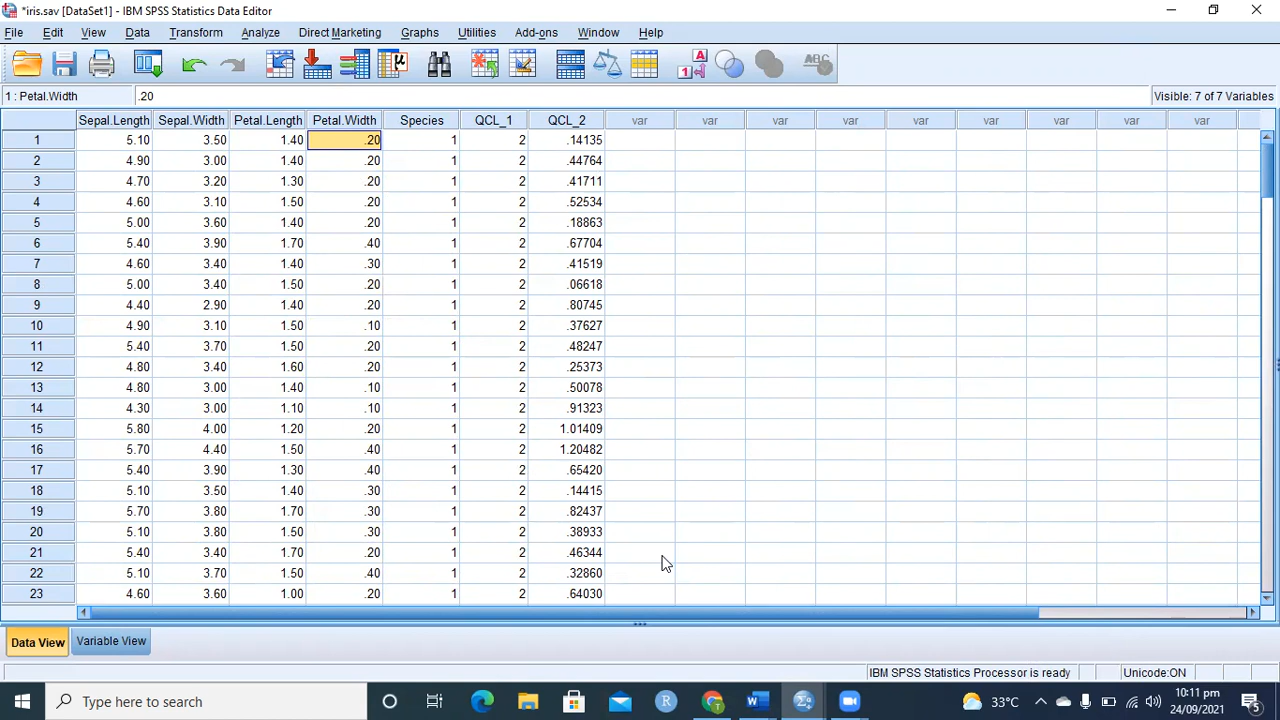 *iris.sav [DataSet1] - IBM SPSS Statistics Data Editor
File Edit View Data Transform Analyze Direct Marketing Graphs Utilities Add-ons Window Help
1 : Petal.Width .20 Visible: 7 of 7 Variables
Sepal.Length Sepal.Width Petal.Length Petal.Width Species QCL_1 QCL_2 var var var var var var var var var
1 5.10 3.50 1.40 .20 1 2 .14135
2 4.90 3.00 1.40 .20 1 2 .44764
3 4.70 3.20 1.30 .20 1 2 .41711
4 4.60 3.10 1.50 .20 1 2 .52534
5 5.00 3.60 1.40 .20 1 2 .18863
6 5.40 3.90 1.70 .40 1 2 .67704
7 4.60 3.40 1.40 .30 1 2 .41519
8 5.00 3.40 1.50 .20 1 2 .06618
9 4.40 2.90 1.40 .20 1 2 .80745
10 4.90 3.10 1.50 .10 1 2 .37627
11 5.40 3.70 1.50 .20 1 2 .48247
12 4.80 3.40 1.60 .20 1 2 .25373
13 4.80 3.00 1.40 .10 1 2 .50078
14 4.30 3.00 1.10 .10 1 2 .91323
15 5.80 4.00 1.20 .20 1 2 1.01409
16 5.70 4.40 1.50 .40 1 2 1.20482
17 5.40 3.90 1.30 .40 1 2 .65420
18 5.10 3.50 1.40 .30 1 2 .14415
19 5.70 3.80 1.70 .30 1 2 .82437
20 5.10 3.80 1.50 .30 1 2 .38933
21 5.40 3.40 1.70 .20 1 2 .46344
22 5.10 3.70 1.50 .40 1 2 .32860
23 4.60 3.60 1.00 .20 1 2 .64030
Data View Variable View
IBM SPSS Statistics Processor is ready Unicode:ON
Type here to search 33°C 10:11 pm
24/09/2021 5